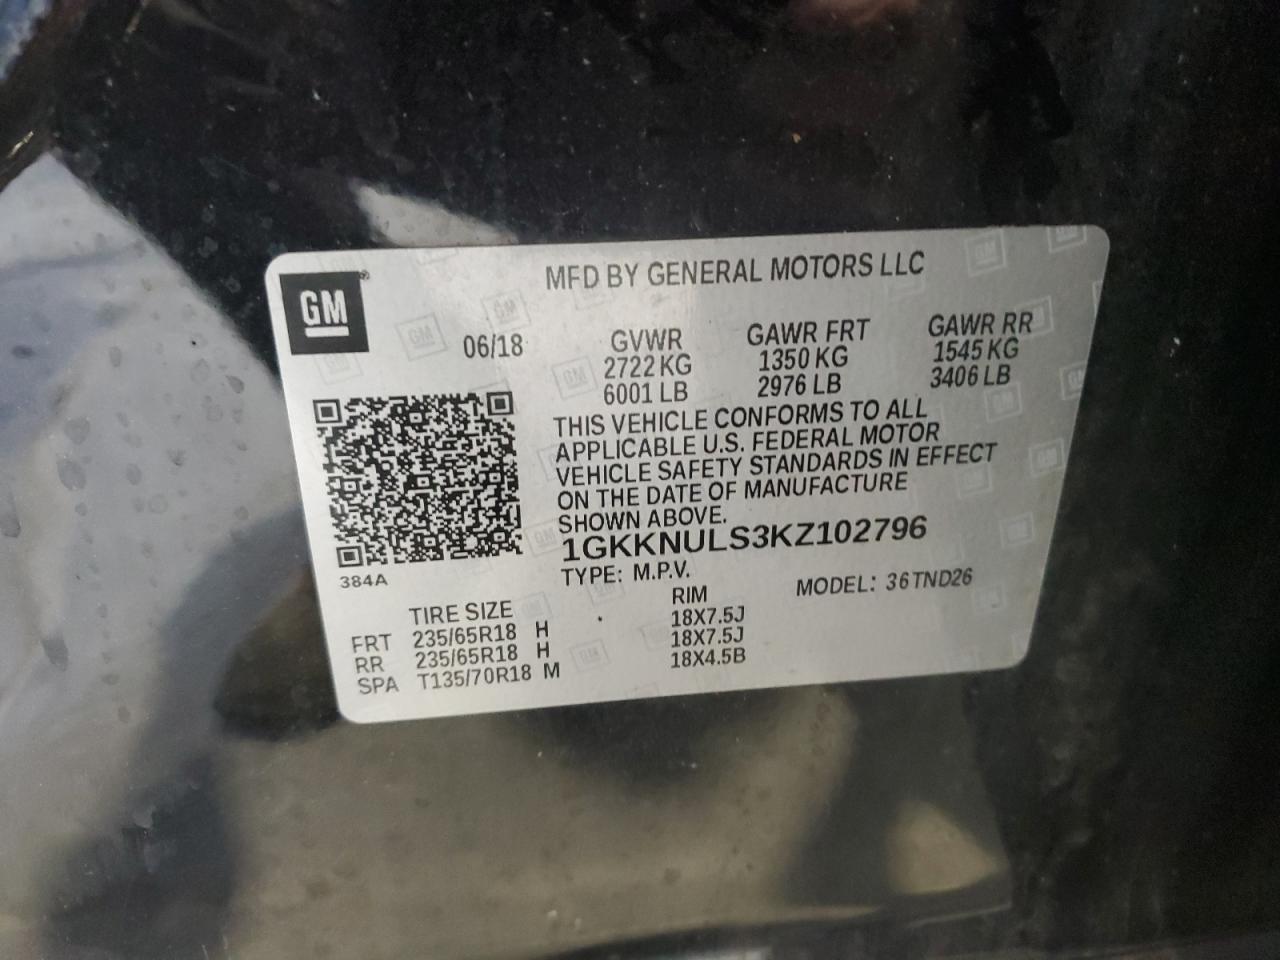 MFD BY GENERAL MOTORS LLC
GM®
06/18
GVWR GAWR FRT GAWR RR
2722 KG 1350 KG 1545 KG
6001 LB 2976 LB 3406 LB
THIS VEHICLE CONFORMS TO ALL
APPLICABLE U.S. FEDERAL MOTOR
VEHICLE SAFETY STANDARDS IN EFFECT
ON THE DATE OF MANUFACTURE
SHOWN ABOVE.
1GKKNULS3KZ102796
384A
TYPE: M.P.V. MODEL: 36TND26
TIRE SIZE RIM
FRT 235/65R18 H 18X7.5J
RR 235/65R18 H 18X7.5J
SPA T135/70R18 M 18X4.5B